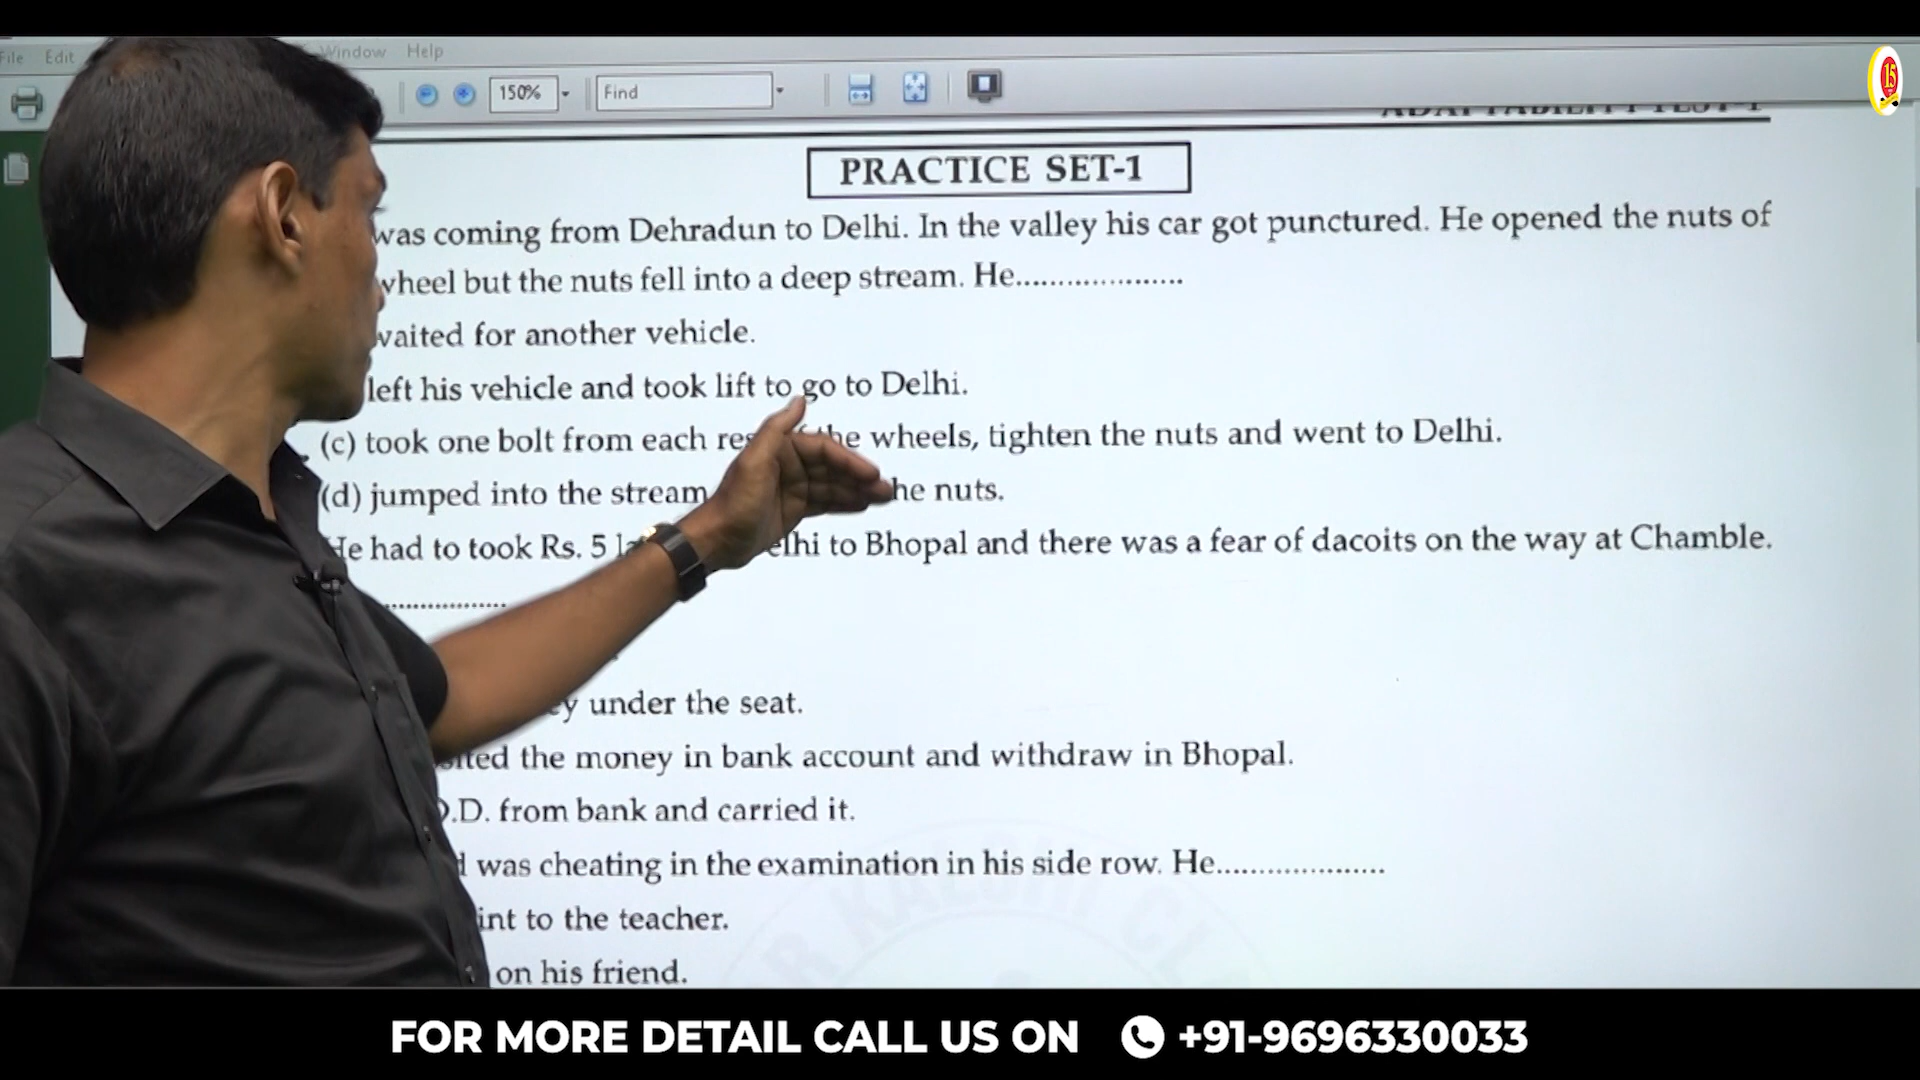 File Edit Window Help
150% Find
15
PRACTICE SET-1
was coming from Dehradun to Delhi. In the valley his car got punctured. He opened the nuts of
wheel but the nuts fell into a deep stream. He....................
waited for another vehicle.
left his vehicle and took lift to go to Delhi.
(c) took one bolt from each the wheels, tighten the nuts and went to Delhi.
(d) jumped into the stream he nuts.
He had to took Rs. 5 elhi to Bhopal and there was a fear of dacoits on the way at Chamble.
...............
y under the seat.
sited the money in bank account and withdraw in Bhopal.
D.D. from bank and carried it.
d was cheating in the examination in his side row. He....................
int to the teacher.
on his friend.
FOR MORE DETAIL CALL US ON +91-9696330033